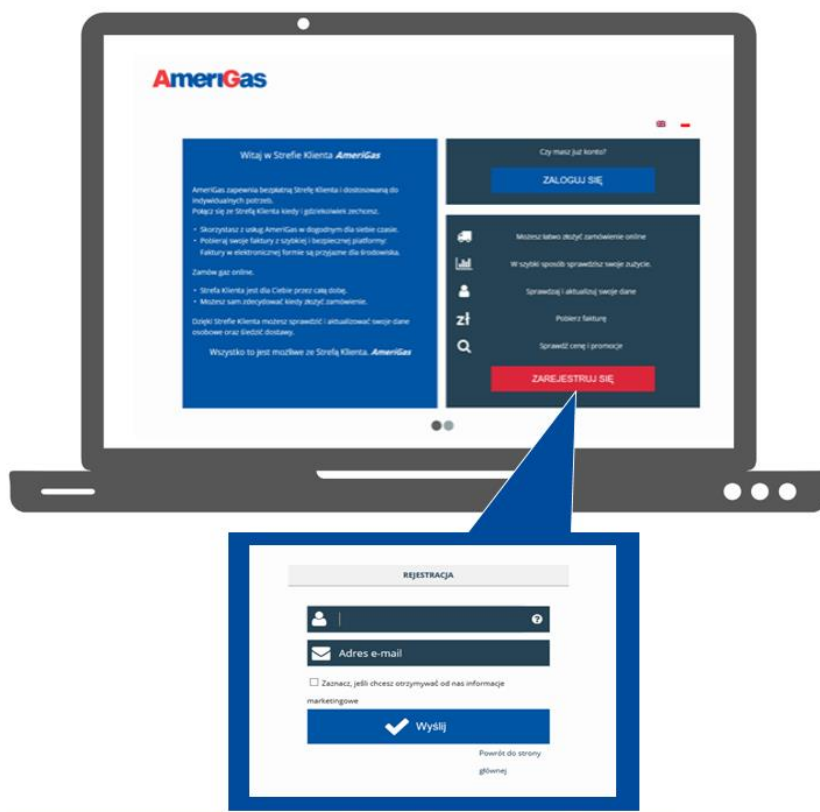 AmeriGas
Witaj w Strefie Klienta AmeriGas
AmeriGas zapewnia bezpłatną Strefę Klienta i dostosowaną do
indywidualnych potrzeb.
Połącz się ze Strefą Klienta kiedy i gdziekolwiek zechcesz.
• Skorzystasz z usług AmeriGas w dogodnym dla siebie czasie.
• Pobieraj swoje faktury z szybkiej i bezpiecznej platformy:
Faktury w elektronicznej formie są przyjazne dla środowiska.
Zamów gaz online.
• Strefa Klienta jest dla Ciebie przez całą dobę.
• Możesz sam zdecydować kiedy złożyć zamówienie.
Dzięki Strefie Klienta możesz sprawdzić i aktualizować swoje dane
osobowe oraz śledzić dostawy.
Wszystko to jest możliwe ze Strefą Klienta, AmeriGas
Czy masz już konto?
ZALOGUJ SIĘ
Możesz łatwo złożyć zamówienie online
W szybki sposób sprawdzisz swoje zużycie.
Sprawdzaj i aktualizuj swoje dane
zł Pobierz fakturę
Sprawdź cenę i promocje
ZAREJESTRUJ SIĘ
REJESTRACJA
Adres e-mail
Zaznacz, jeśli chcesz otrzymywać od nas informacje
marketingowe
Wyślij
Powrót do strony
głównej